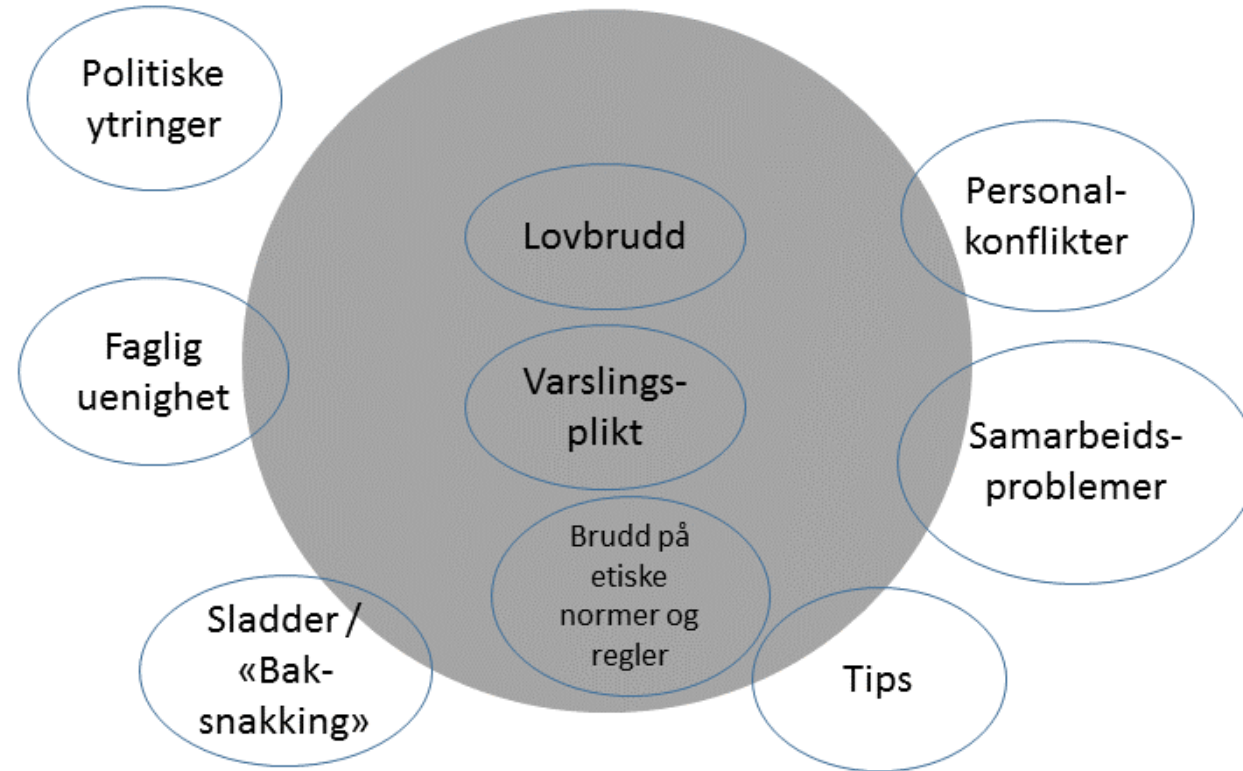 Politiske
ytringer
Personal-
konflikter
Lovbrudd
Faglig
uenighet
Varslings-
plikt
Samarbeids-
problemer
Brudd på
etiske
normer og
regler
Sladder /
«Bak-
snakking»
Tips